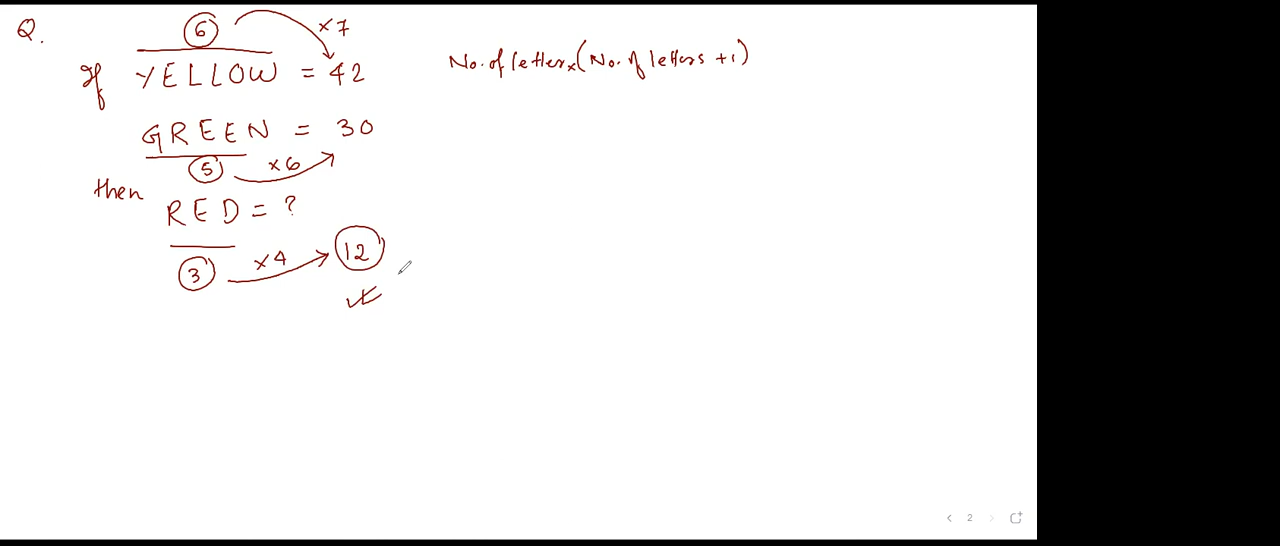 Q.
6 ×7
If YELLOW = 42
No. of letter × (No. of letters +1)
GREEN = 30
5 ×6
then
RED = ?
3 ×4 12
2